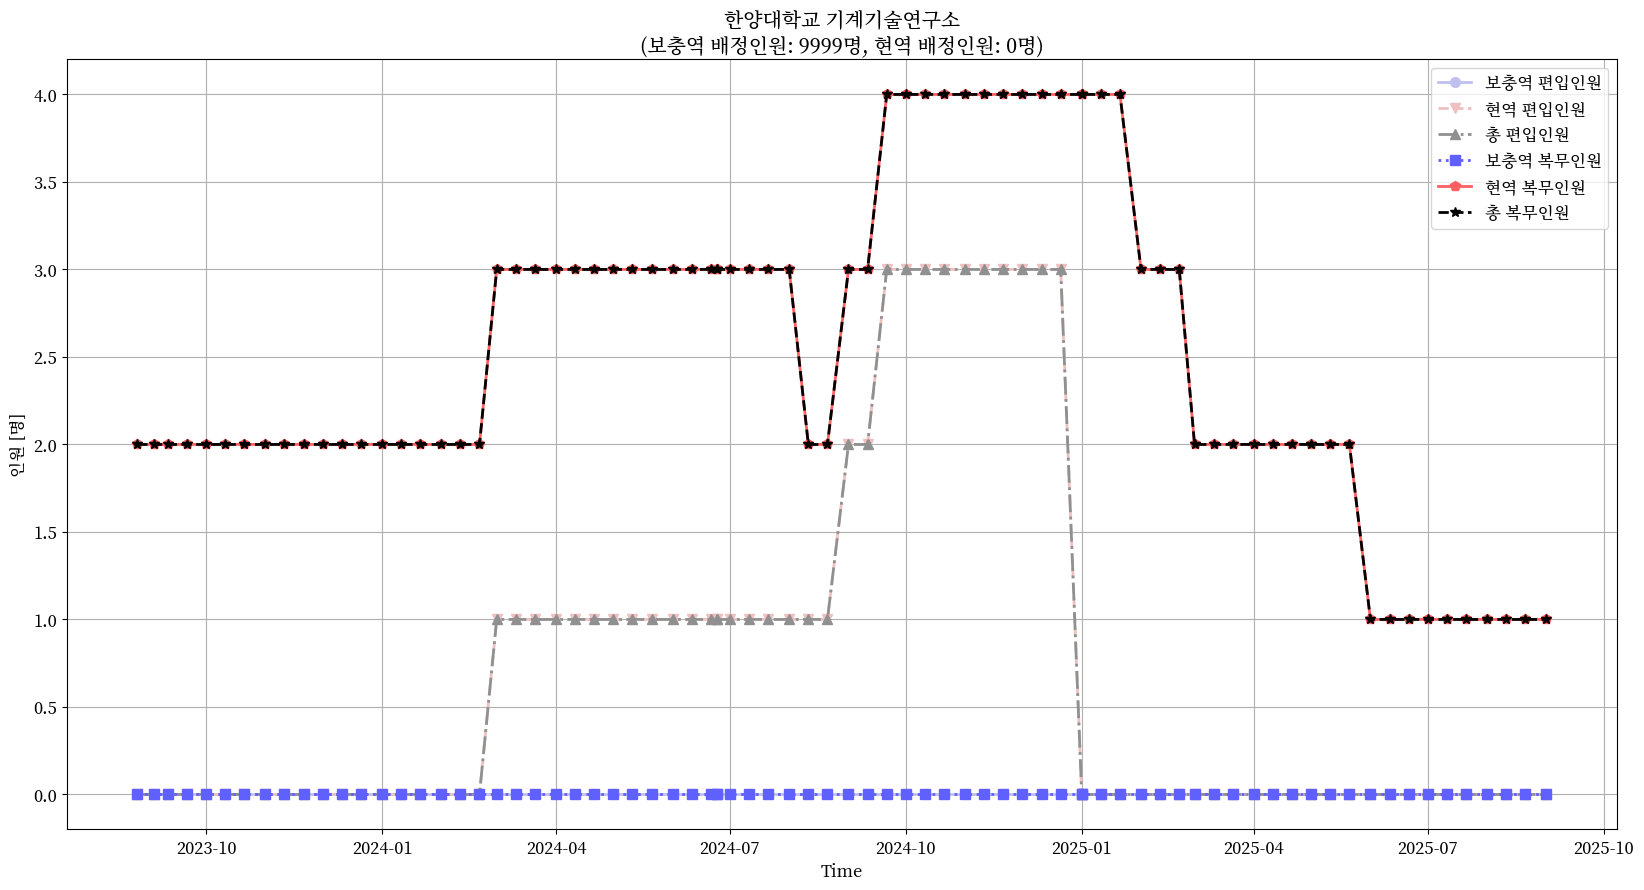 한양대학교 기계기술연구소
(보충역 배정인원: 9999명, 현역 배정인원: 0명)
보충역 편입인원
현역 편입인원
총 편입인원
보충역 복무인원
현역 복무인원
총 복무인원
인원 [명]
4.0
3.5
3.0
2.5
2.0
1.5
1.0
0.5
0.0
2023-10
2024-01
2024-04
2024-07
2024-10
2025-01
2025-04
2025-07
2025-10
Time